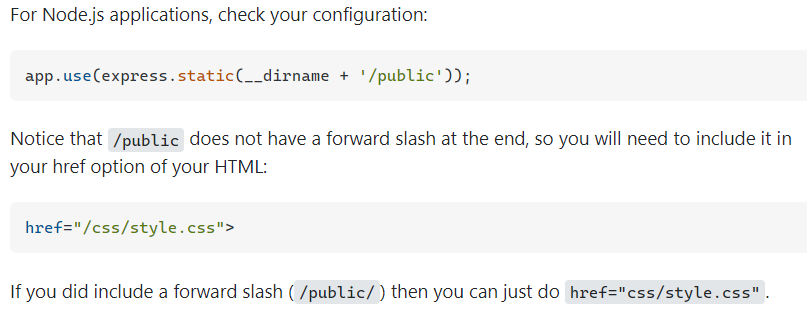 For Node.js applications, check your configuration:
app.use(express.static(__dirname + '/public'));
Notice that /public does not have a forward slash at the end, so you will need to include it in
your href option of your HTML:
href="/css/style.css">
If you did include a forward slash (/public/) then you can just do href="css/style.css".